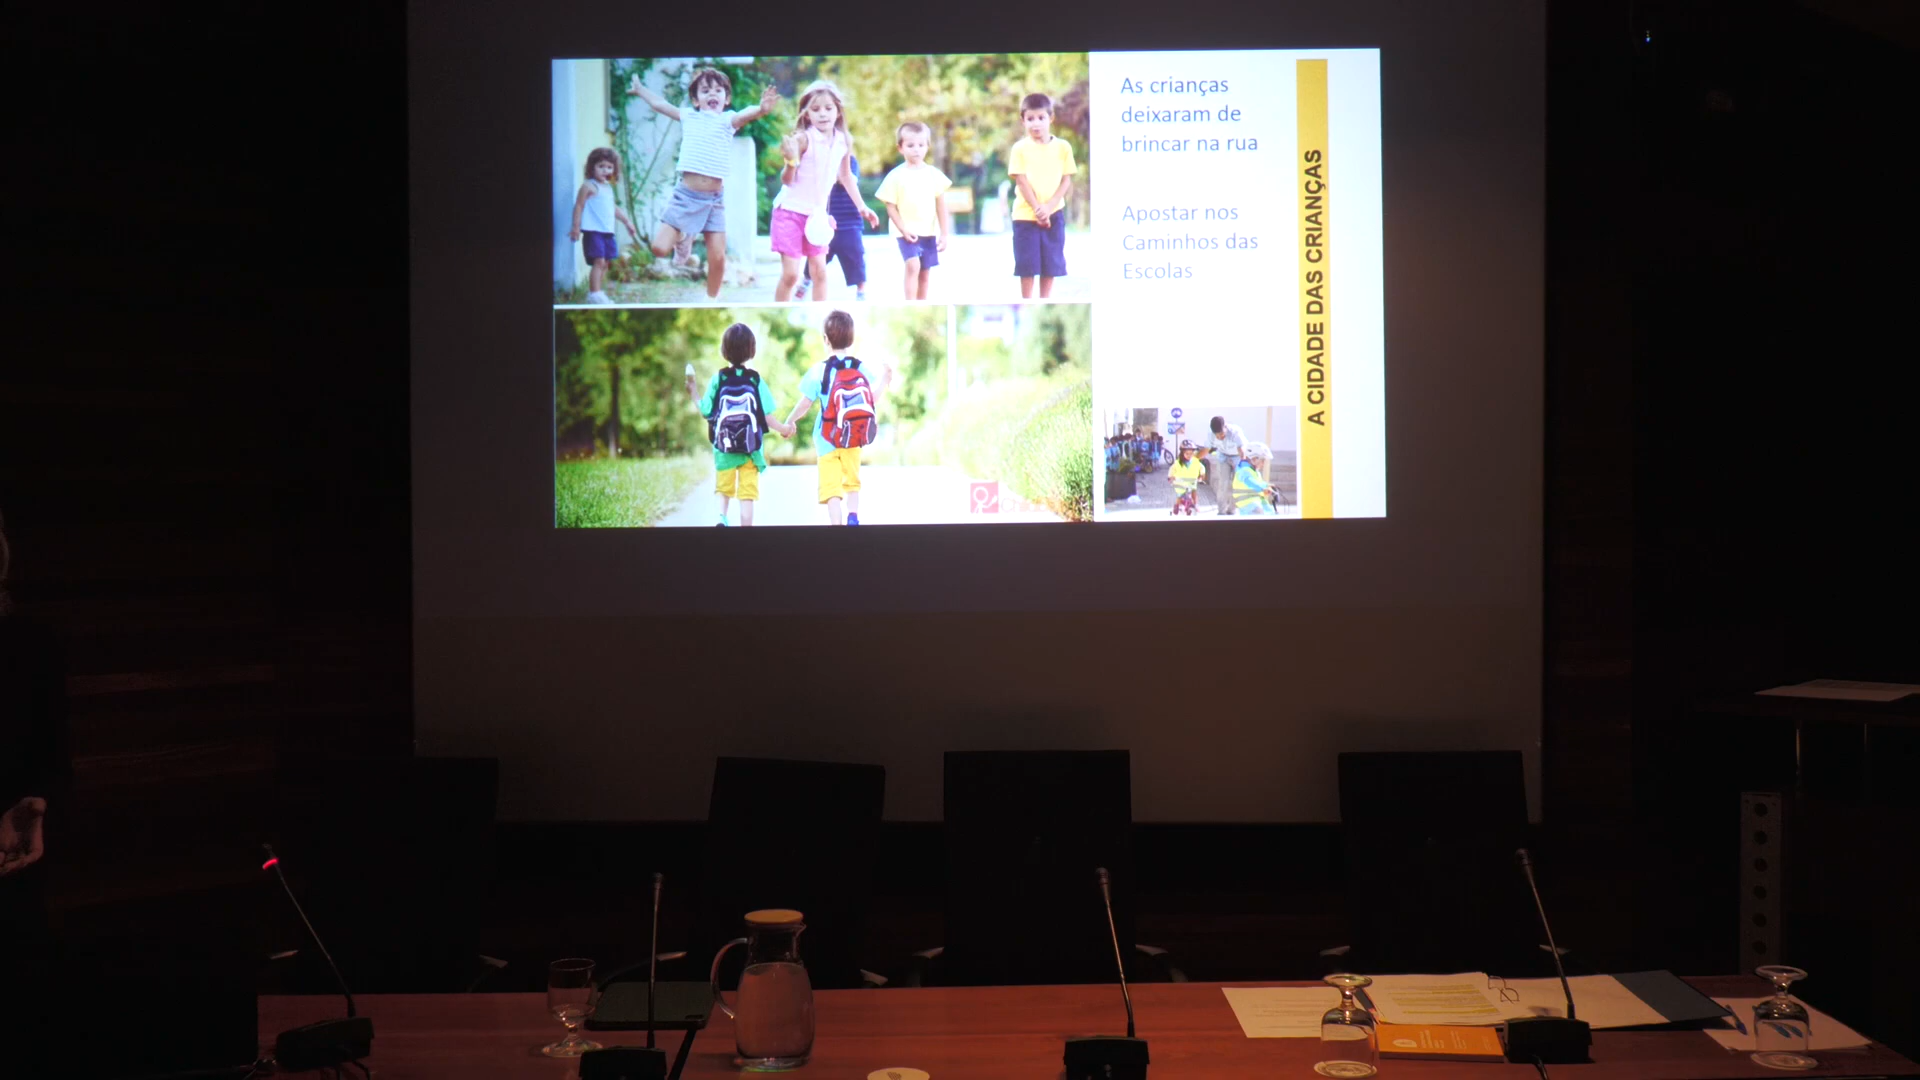 As crianças
deixaram de
brincar na rua
Apostar nos
Caminhos das
Escolas
A CIDADE DAS CRIANÇAS